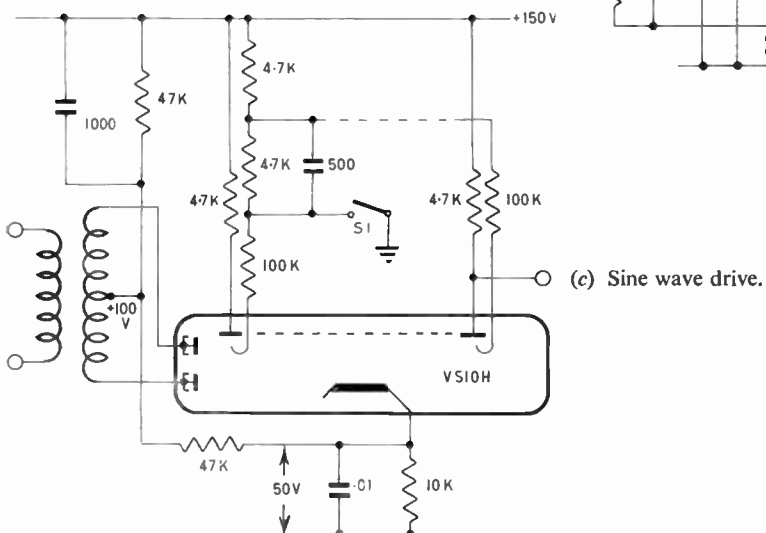 +150V
4.7K
47K
1000
4.7K
500
4.7K
4.7K
100K
S1
100K
(c) Sine wave drive.
+100
V
VS10H
47K
50V
.01
10K